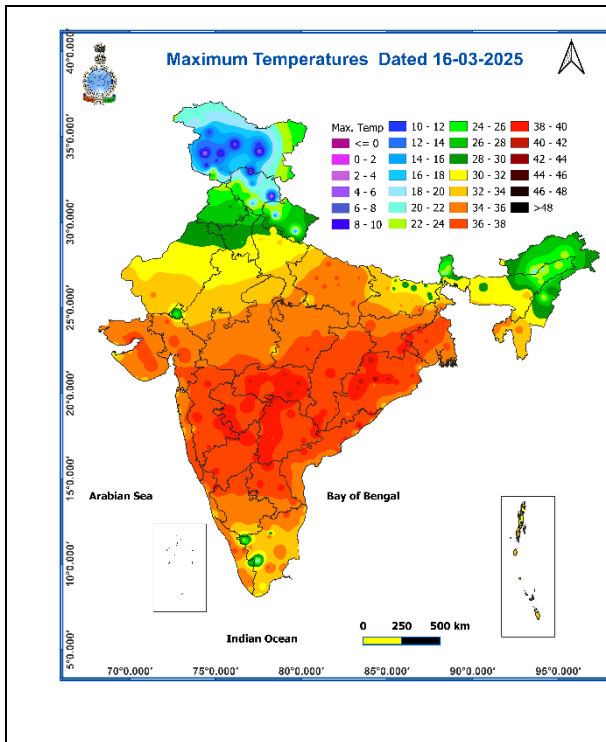 Maximum Temperatures Dated 16-03-2025
Max. Temp
<= 0
0 - 2
2 - 4
4 - 6
6 - 8
8 - 10
10 - 12
12 - 14
14 - 16
16 - 18
18 - 20
20 - 22
22 - 24
24 - 26
26 - 28
28 - 30
30 - 32
32 - 34
34 - 36
36 - 38
38 - 40
40 - 42
42 - 44
44 - 46
46 - 48
>48
40°0.000'
35°0.000'
30°0.000'
25°0.000'
20°0.000'
15°0.000'
10°0.000'
5°0.000'
Arabian Sea
Bay of Bengal
Indian Ocean
0 250 500 km
70°0.000' 75°0.000' 80°0.000' 85°0.000' 90°0.000' 95°0.000'